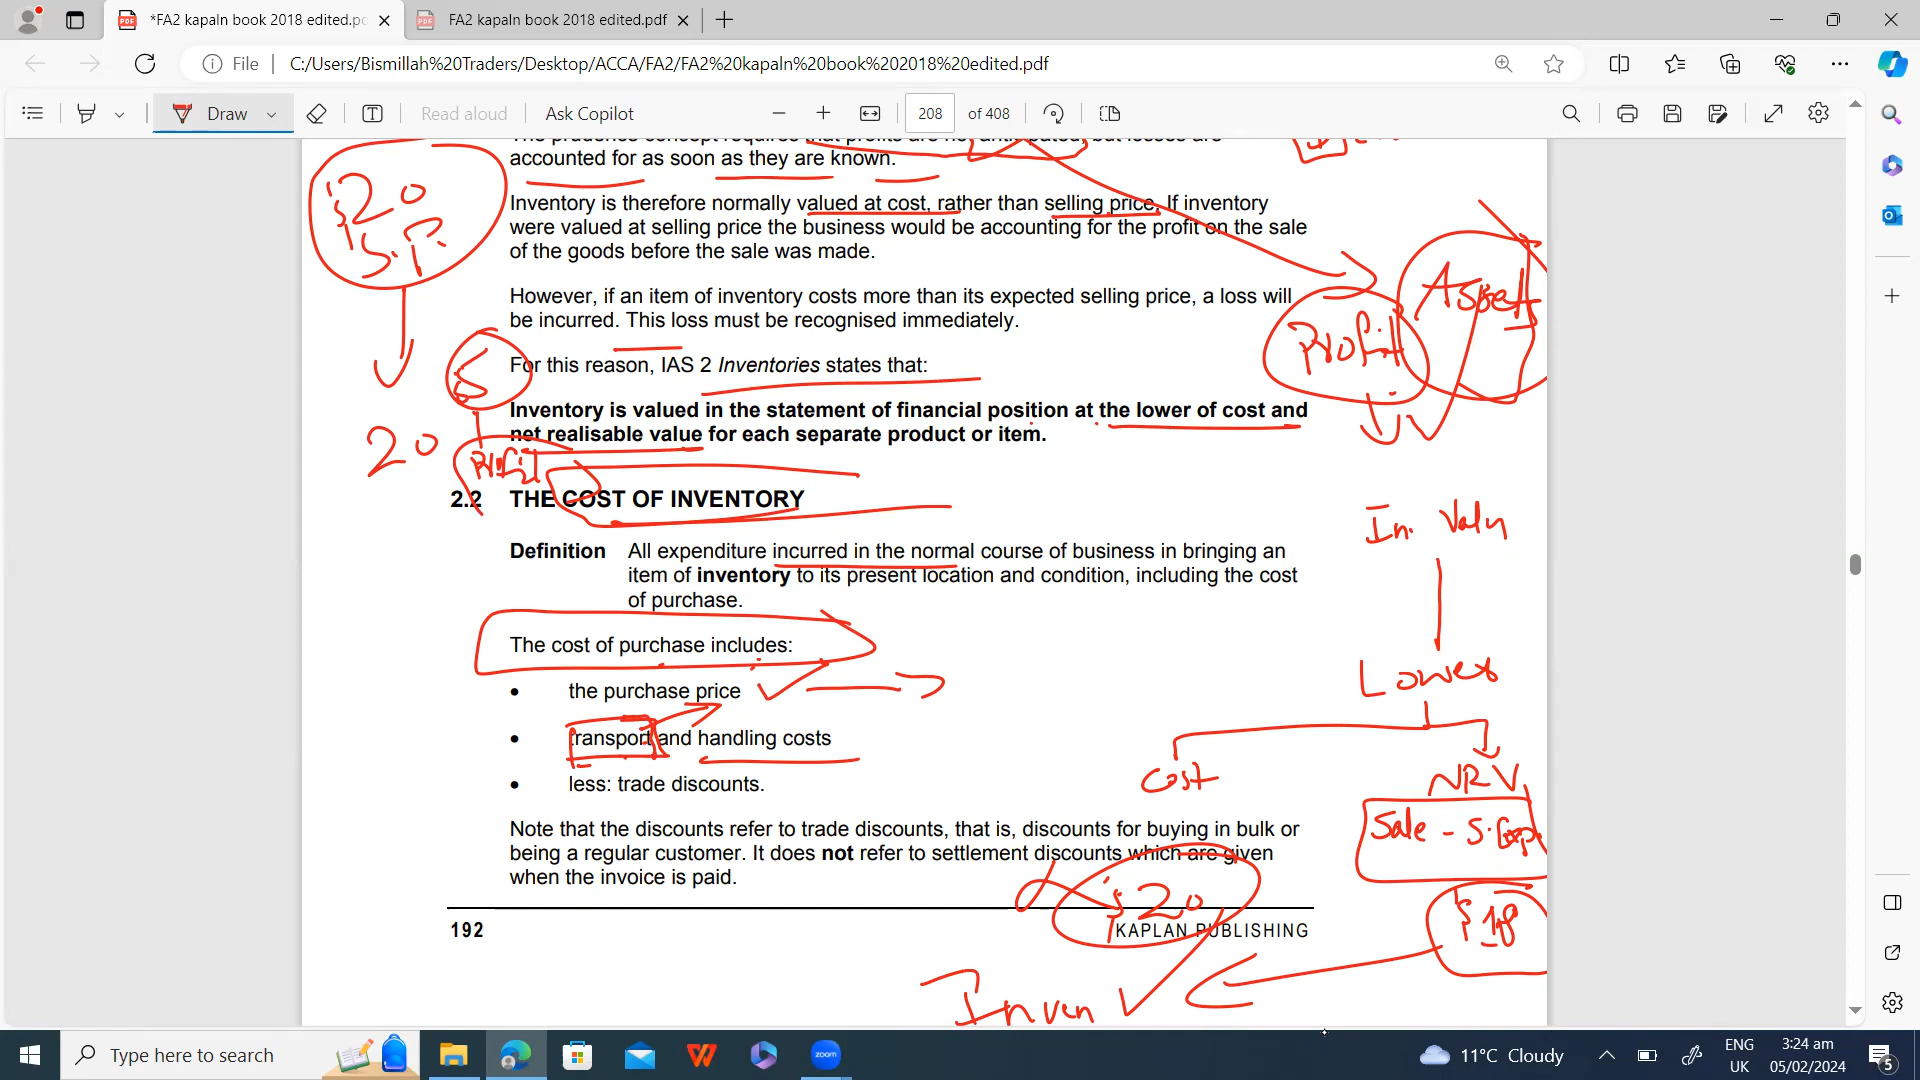 *FA2 kapaln book 2018 edited.pd
FA2 kapaln book 2018 edited.pdf
File
C:/Users/Bismillah%20Traders/Desktop/ACCA/FA2/FA2%20kapaln%20book%202018%20edited.pdf
Draw
Read aloud
Ask Copilot
208 of 408
accounted for as soon as they are known.
$20
S.P.
Inventory is therefore normally valued at cost, rather than selling price. If inventory
were valued at selling price the business would be accounting for the profit on the sale
of the goods before the sale was made.
Asset
However, if an item of inventory costs more than its expected selling price, a loss will
be incurred. This loss must be recognised immediately.
Profit
For this reason, IAS 2 Inventories states that:
Inventory is valued in the statement of financial position at the lower of cost and
net realisable value for each separate product or item.
20
Profit
2.2 THE COST OF INVENTORY
In. Valu
Definition All expenditure incurred in the normal course of business in bringing an
item of inventory to its present location and condition, including the cost
of purchase.
The cost of purchase includes:
Lower
• the purchase price
• transport and handling costs
Cost
NRV
• less: trade discounts.
Sale - S. Exp
Note that the discounts refer to trade discounts, that is, discounts for buying in bulk or
being a regular customer. It does not refer to settlement discounts which are given
when the invoice is paid.
$20
$18
192 KAPLAN PUBLISHING
Inven
Type here to search
zoom
11°C Cloudy
ENG
UK
3:24 am
05/02/2024
5